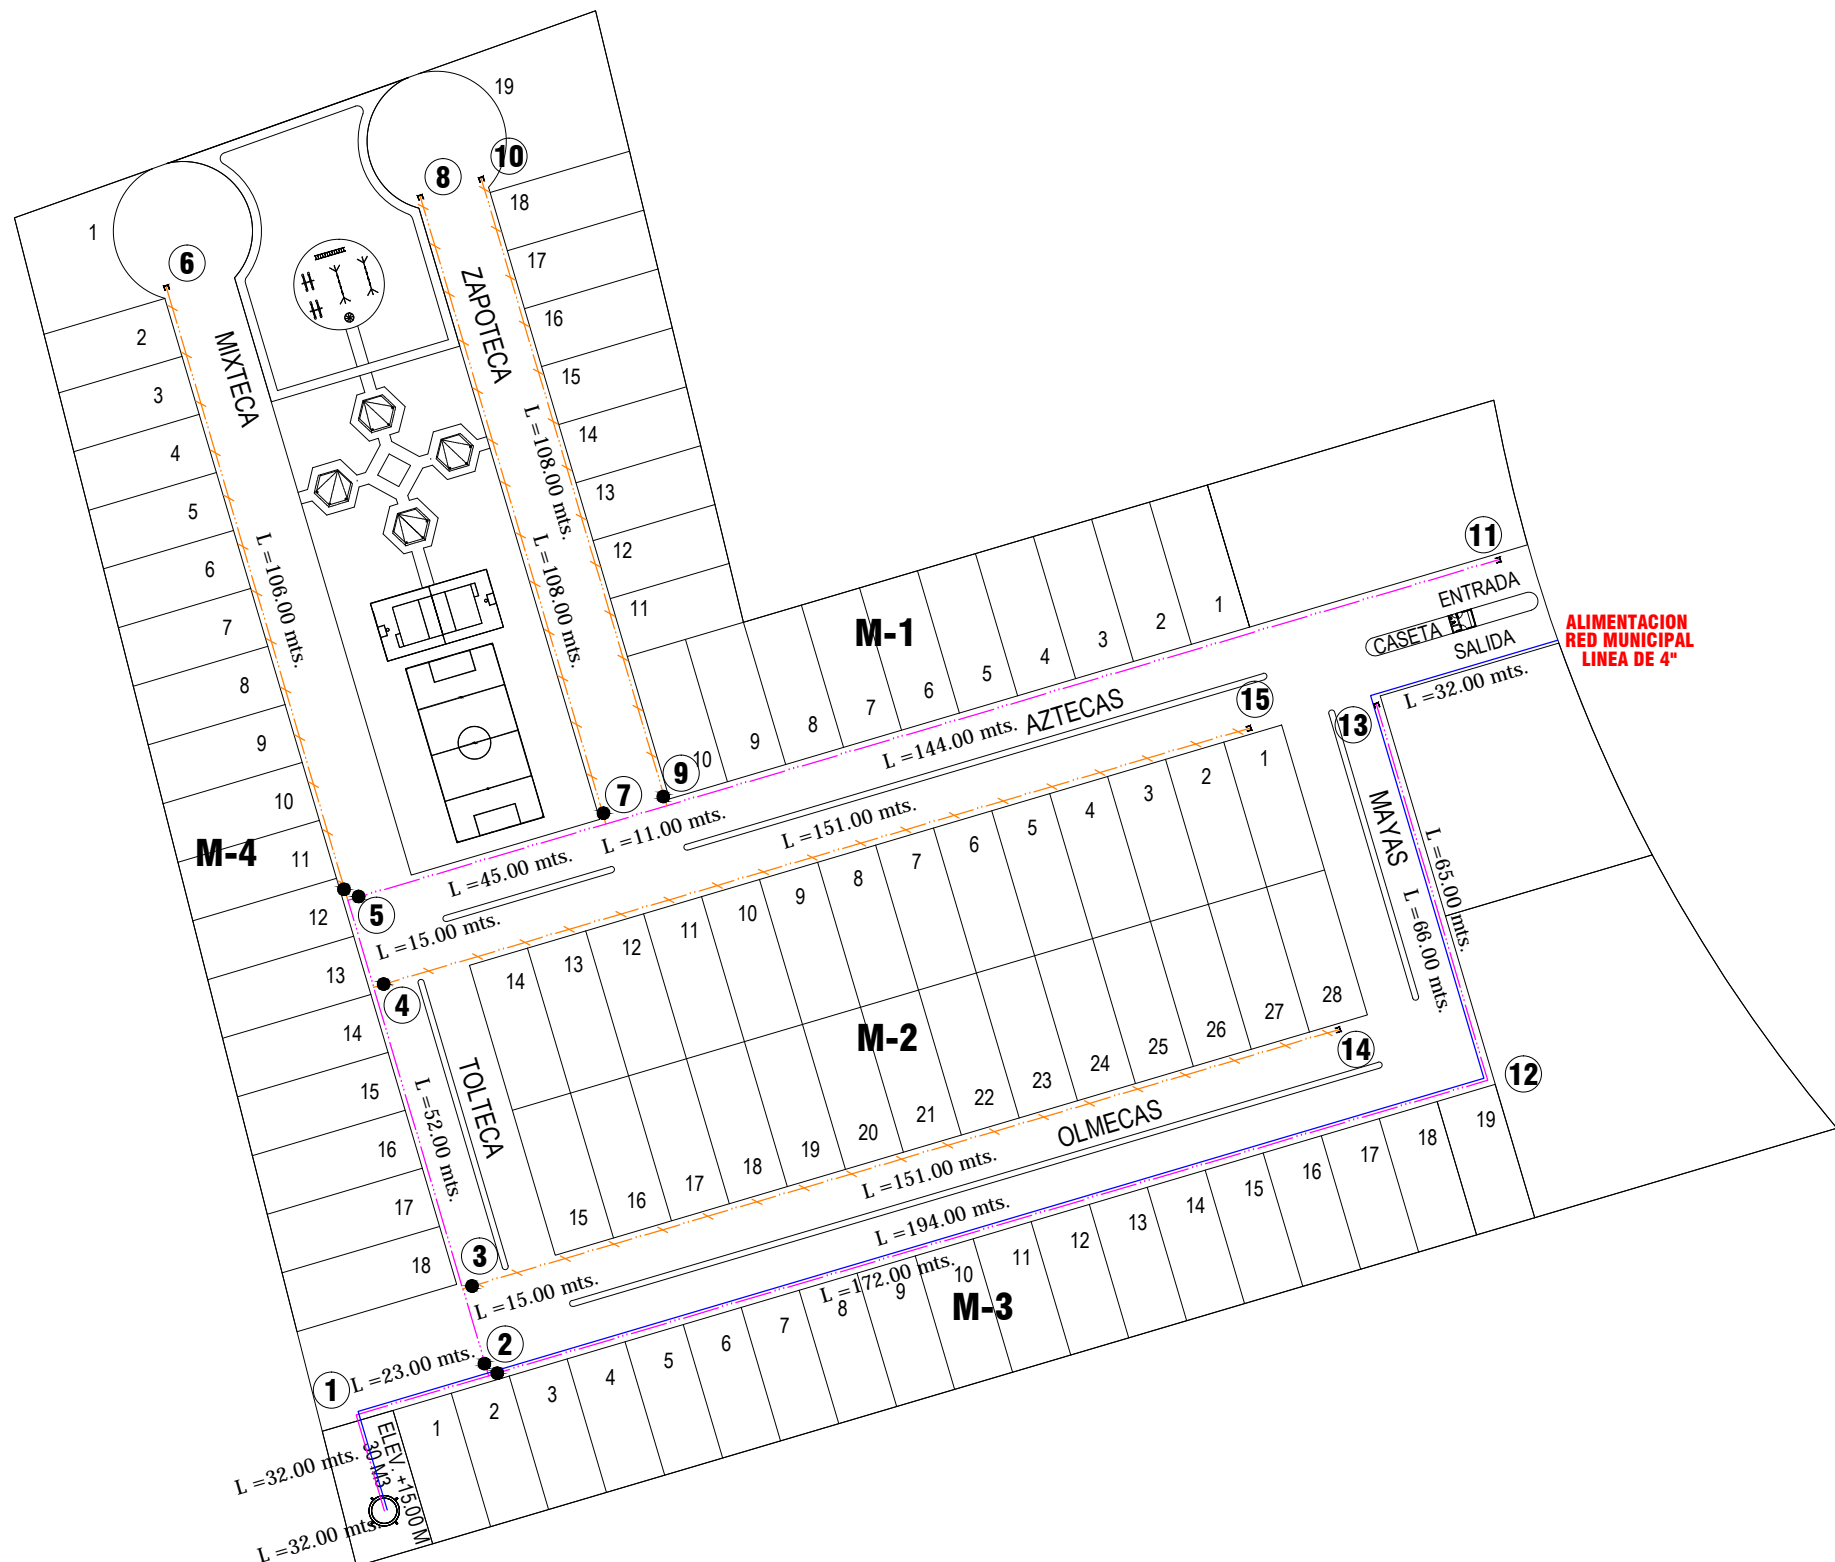 19
10
8
18
1
6
17
ZAPOTECA
16
2
MIXTECA
15
3
L =108.00 mts.
14
4
13
5
12
L =106.00 mts.
L =108.00 mts.
6
11
7
11
ENTRADA
ALIMENTACION
RED MUNICIPAL
LINEA DE 4"
CASETA
SALIDA
M-1
1
2
3
4
5
6
7
8
9
10
8
9
10
M-4
11
12
13
14
15
16
17
18
L =32.00 mts.
AZTECAS
L =144.00 mts.
15
13
9
7
L =11.00 mts.
L =151.00 mts.
L =45.00 mts.
5
L =15.00 mts.
4
MAYAS
L =65.00 mts.
L =66.00 mts.
1
2
3
4
5
6
7
8
9
10
11
12
13
14
M-2
TOLTECA
L =52.00 mts.
28
27
26
25
24
23
22
21
20
19
18
17
16
15
14
12
OLMECAS
L =151.00 mts.
L =194.00 mts.
L =172.00 mts.
3
L =15.00 mts.
2
L =23.00 mts.
1
M-3
19
18
17
16
15
14
13
12
11
10
9
8
7
6
5
4
3
2
1
L =32.00 mts.
ELEV. +15.00 M
30 M3
L =32.00 mts.